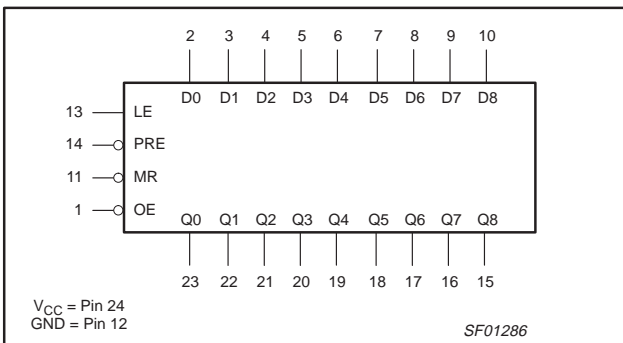 2 3 4 5 6 7 8 9 10
D0 D1 D2 D3 D4 D5 D6 D7 D8
13 LE
14 PRE
11 MR
1 OE
Q0 Q1 Q2 Q3 Q4 Q5 Q6 Q7 Q8
23 22 21 20 19 18 17 16 15
VCC = Pin 24
GND = Pin 12
SF01286